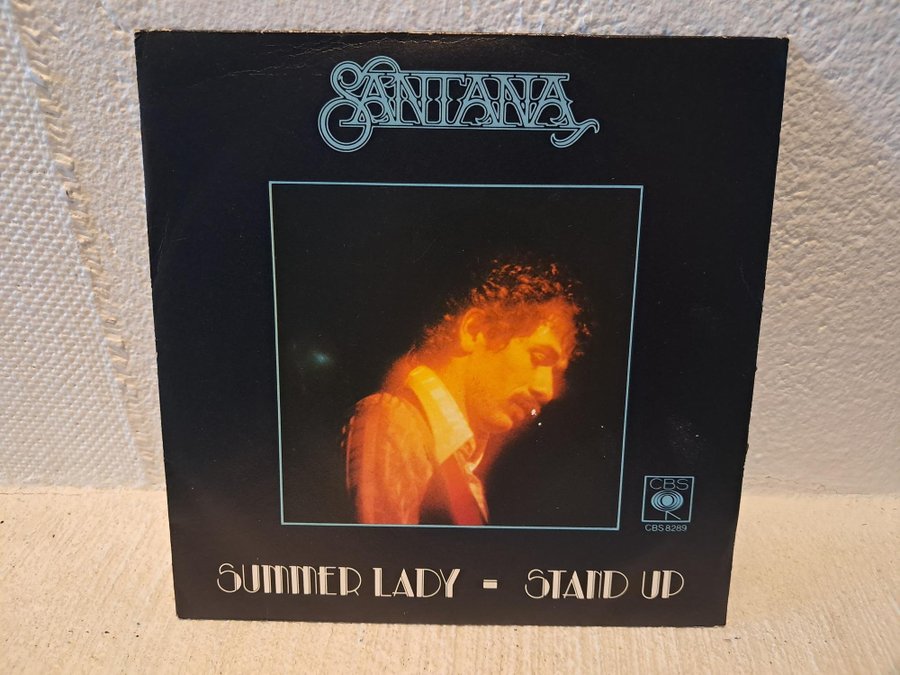 SANTANA
CBS
CBS 8289
SUMMER LADY = STAND UP